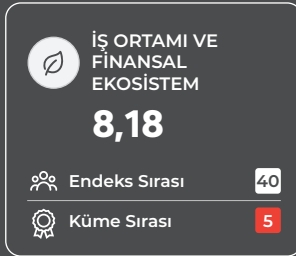 İŞ ORTAMI VE
FİNANSAL
EKOSİSTEM
8,18
Endeks Sırası 40
Küme Sırası 5